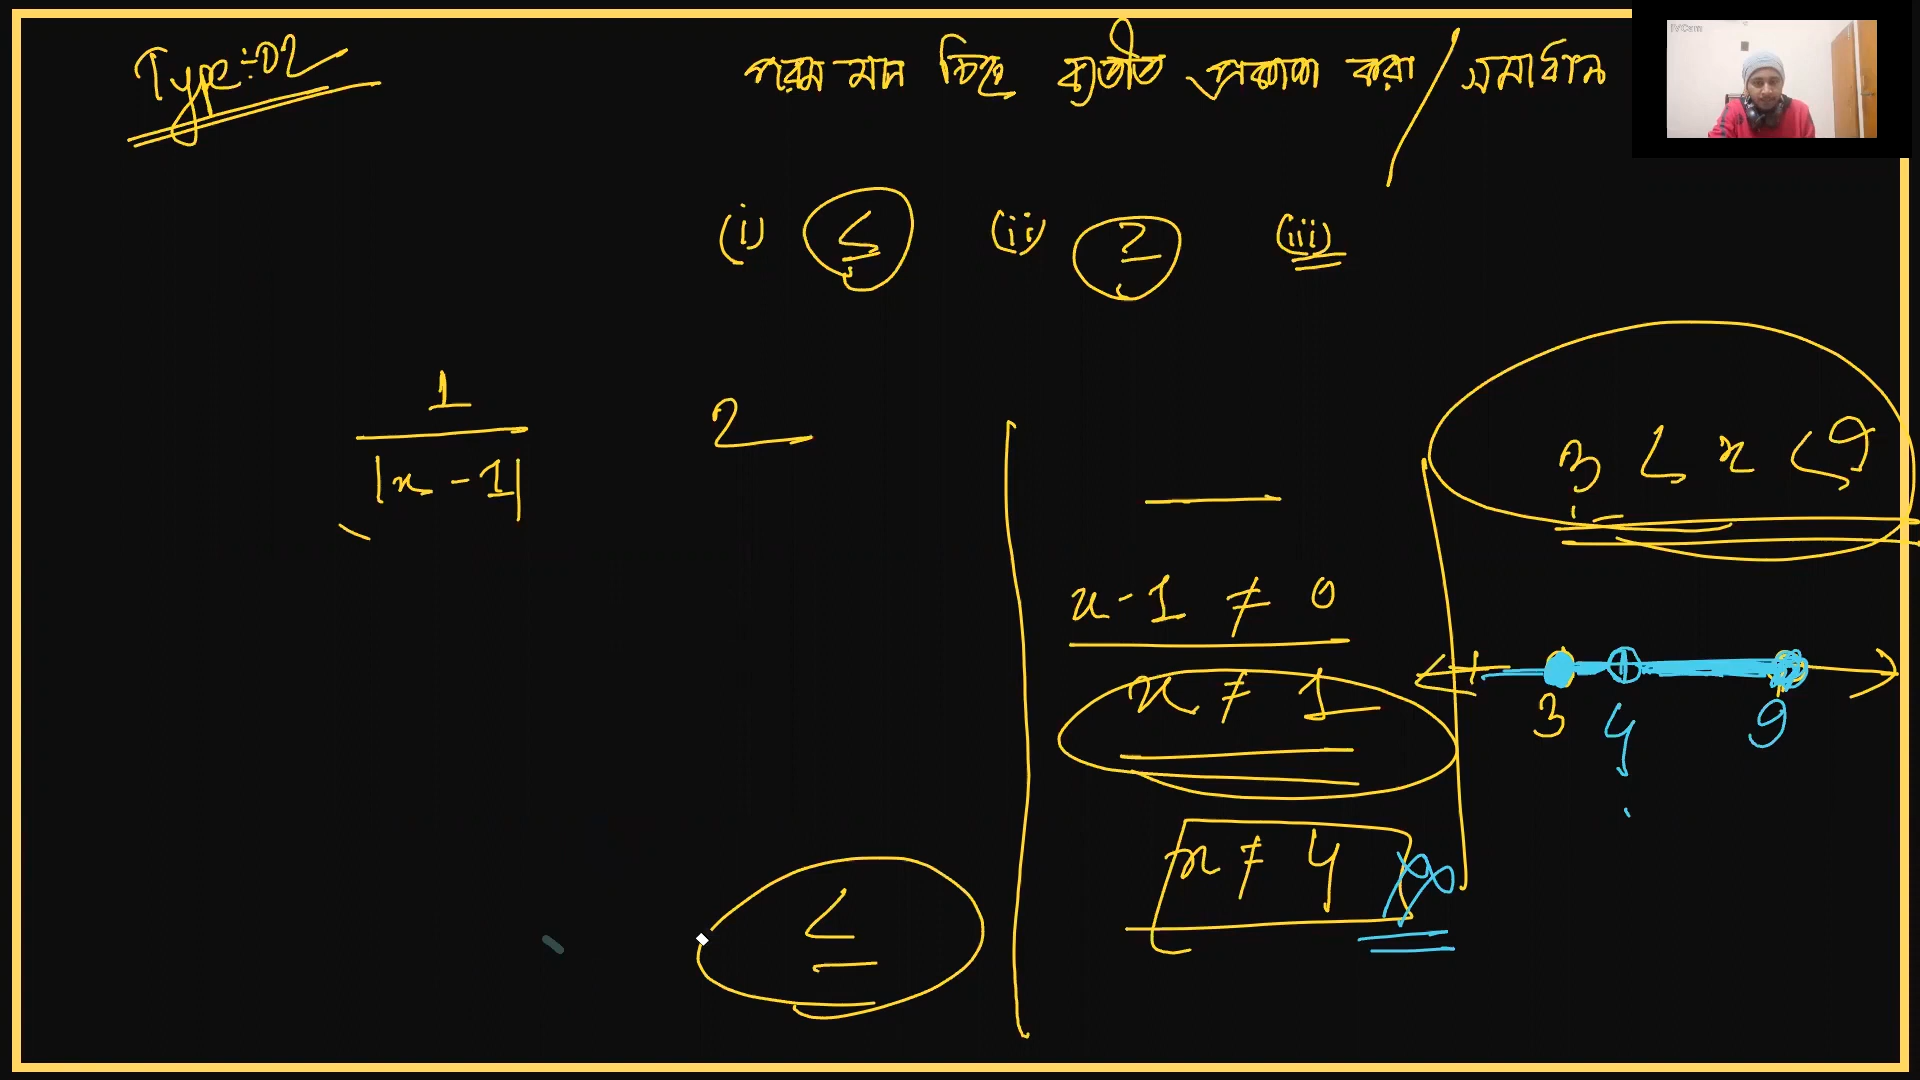 Type:02
পরম মান চিহ্ন ব্যতীত প্রকাশ করা / সমাধান
(i) ≤ (ii) ≥ (iii)
1
|x - 1|
2
3 < x < 9
x - 1 ≠ 0
x ≠ 1
3 4 9
x ≠ 4
<